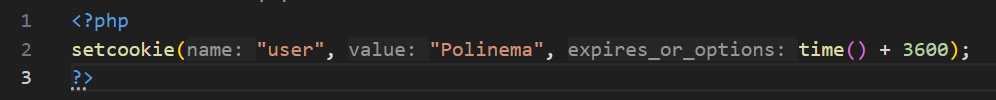 1 <?php
2 setcookie(name: "user", value: "Polinema", expires_or_options: time() + 3600);
3 ?>